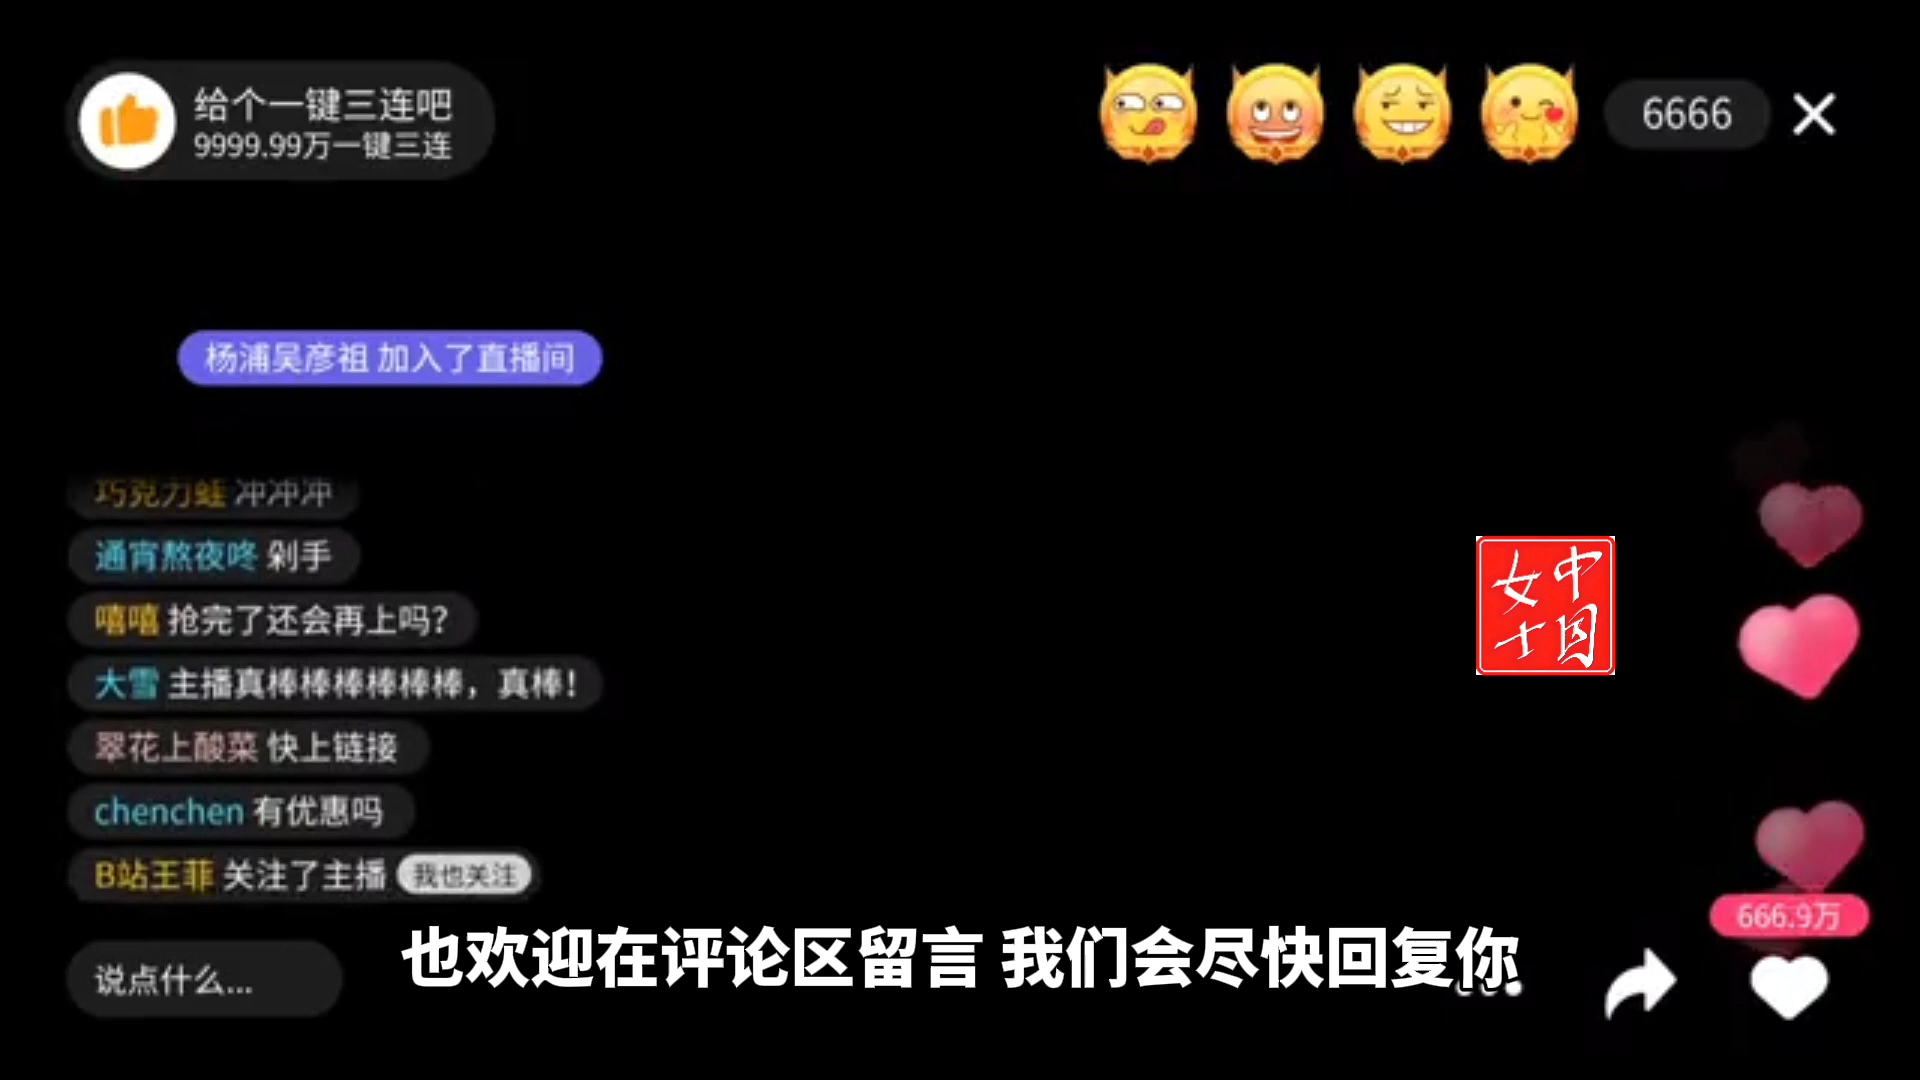 给个一键三连吧
9999.99万一键三连
6666
杨浦吴彦祖 加入了直播间
巧克力蛙 冲冲冲
通宵熬夜咚 剁手
嘻嘻 抢完了还会再上吗?
大雪 主播真棒棒棒棒棒棒，真棒!
翠花上酸菜 快上链接
chenchen 有优惠吗
B站王菲 关注了主播 我也关注
中国
女士
666.9万
说点什么...
也欢迎在评论区留言 我们会尽快回复你